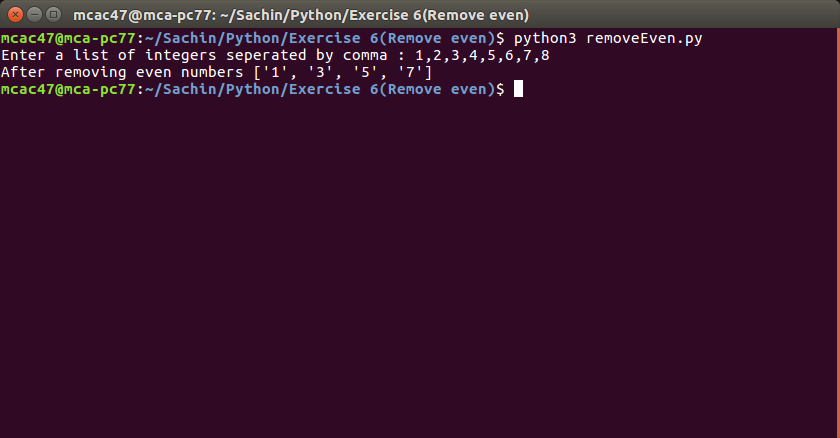 mcac47@mca-pc77: ~/Sachin/Python/Exercise 6(Remove even)
mcac47@mca-pc77:~/Sachin/Python/Exercise 6(Remove even)$ python3 removeEven.py
Enter a list of integers seperated by comma : 1,2,3,4,5,6,7,8
After removing even numbers ['1', '3', '5', '7']
mcac47@mca-pc77:~/Sachin/Python/Exercise 6(Remove even)$